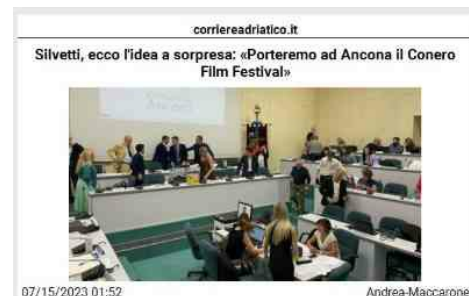 corriereadriatico.it
Silvetti, ecco l'idea a sorpresa: «Porteremo ad Ancona il Conero
Film Festival»
07/15/2023 01:52
Andrea-Maccarone